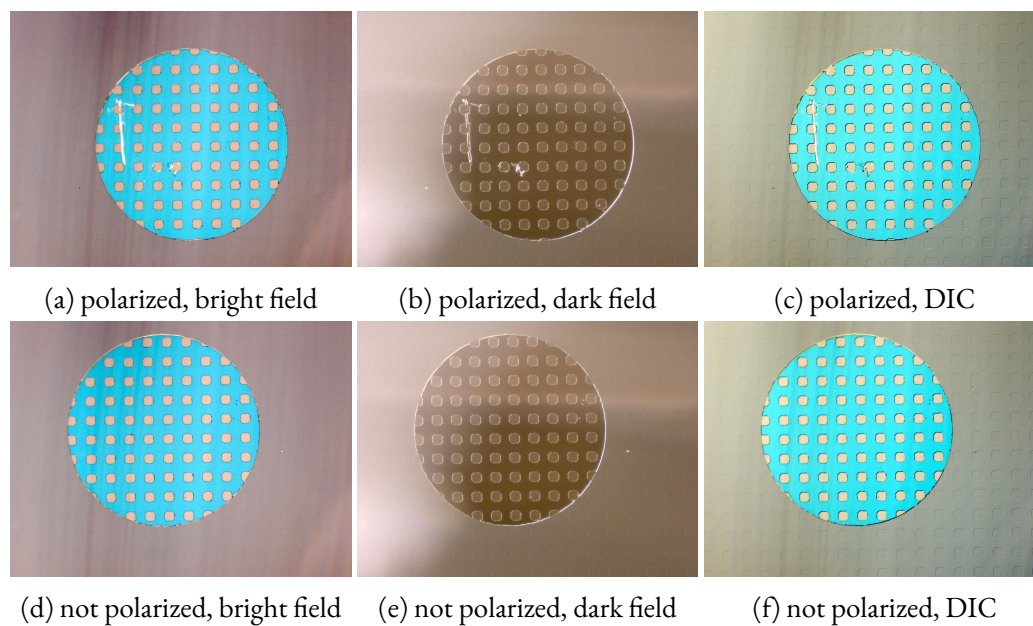 (a) polarized, bright field
(b) polarized, dark field
(c) polarized, DIC
(d) not polarized, bright field
(e) not polarized, dark field
(f) not polarized, DIC